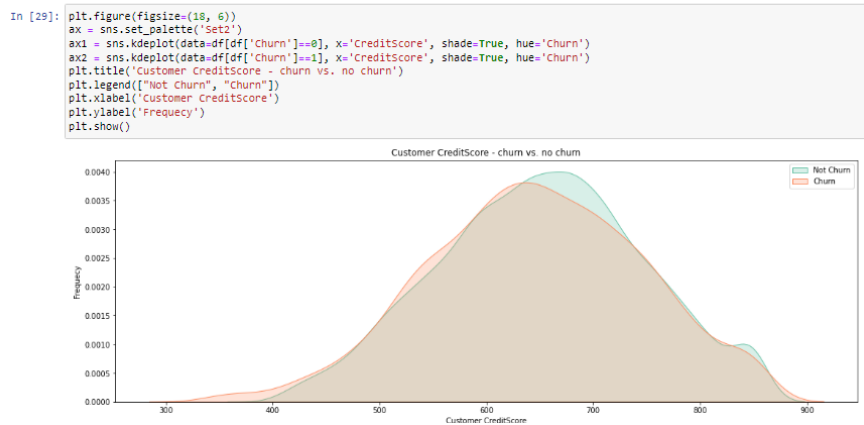 In [29]: plt.figure(figsize=(18, 6))
ax = sns.set_palette('Set2')
ax1 = sns.kdeplot(data=df[df['Churn']==0], x='CreditScore', shade=True, hue='Churn')
ax2 = sns.kdeplot(data=df[df['Churn']==1], x='CreditScore', shade=True, hue='Churn')
plt.title('Customer CreditScore - churn vs. no churn')
plt.legend(["Not Churn", "Churn"])
plt.xlabel('Customer CreditScore')
plt.ylabel('Frequecy')
plt.show()
Customer CreditScore - churn vs. no churn
Not Churn
Churn
Frequecy
0.0040
0.0035
0.0030
0.0025
0.0020
0.0015
0.0010
0.0005
0.0000
300 400 500 600 700 800 900
Customer CreditScore